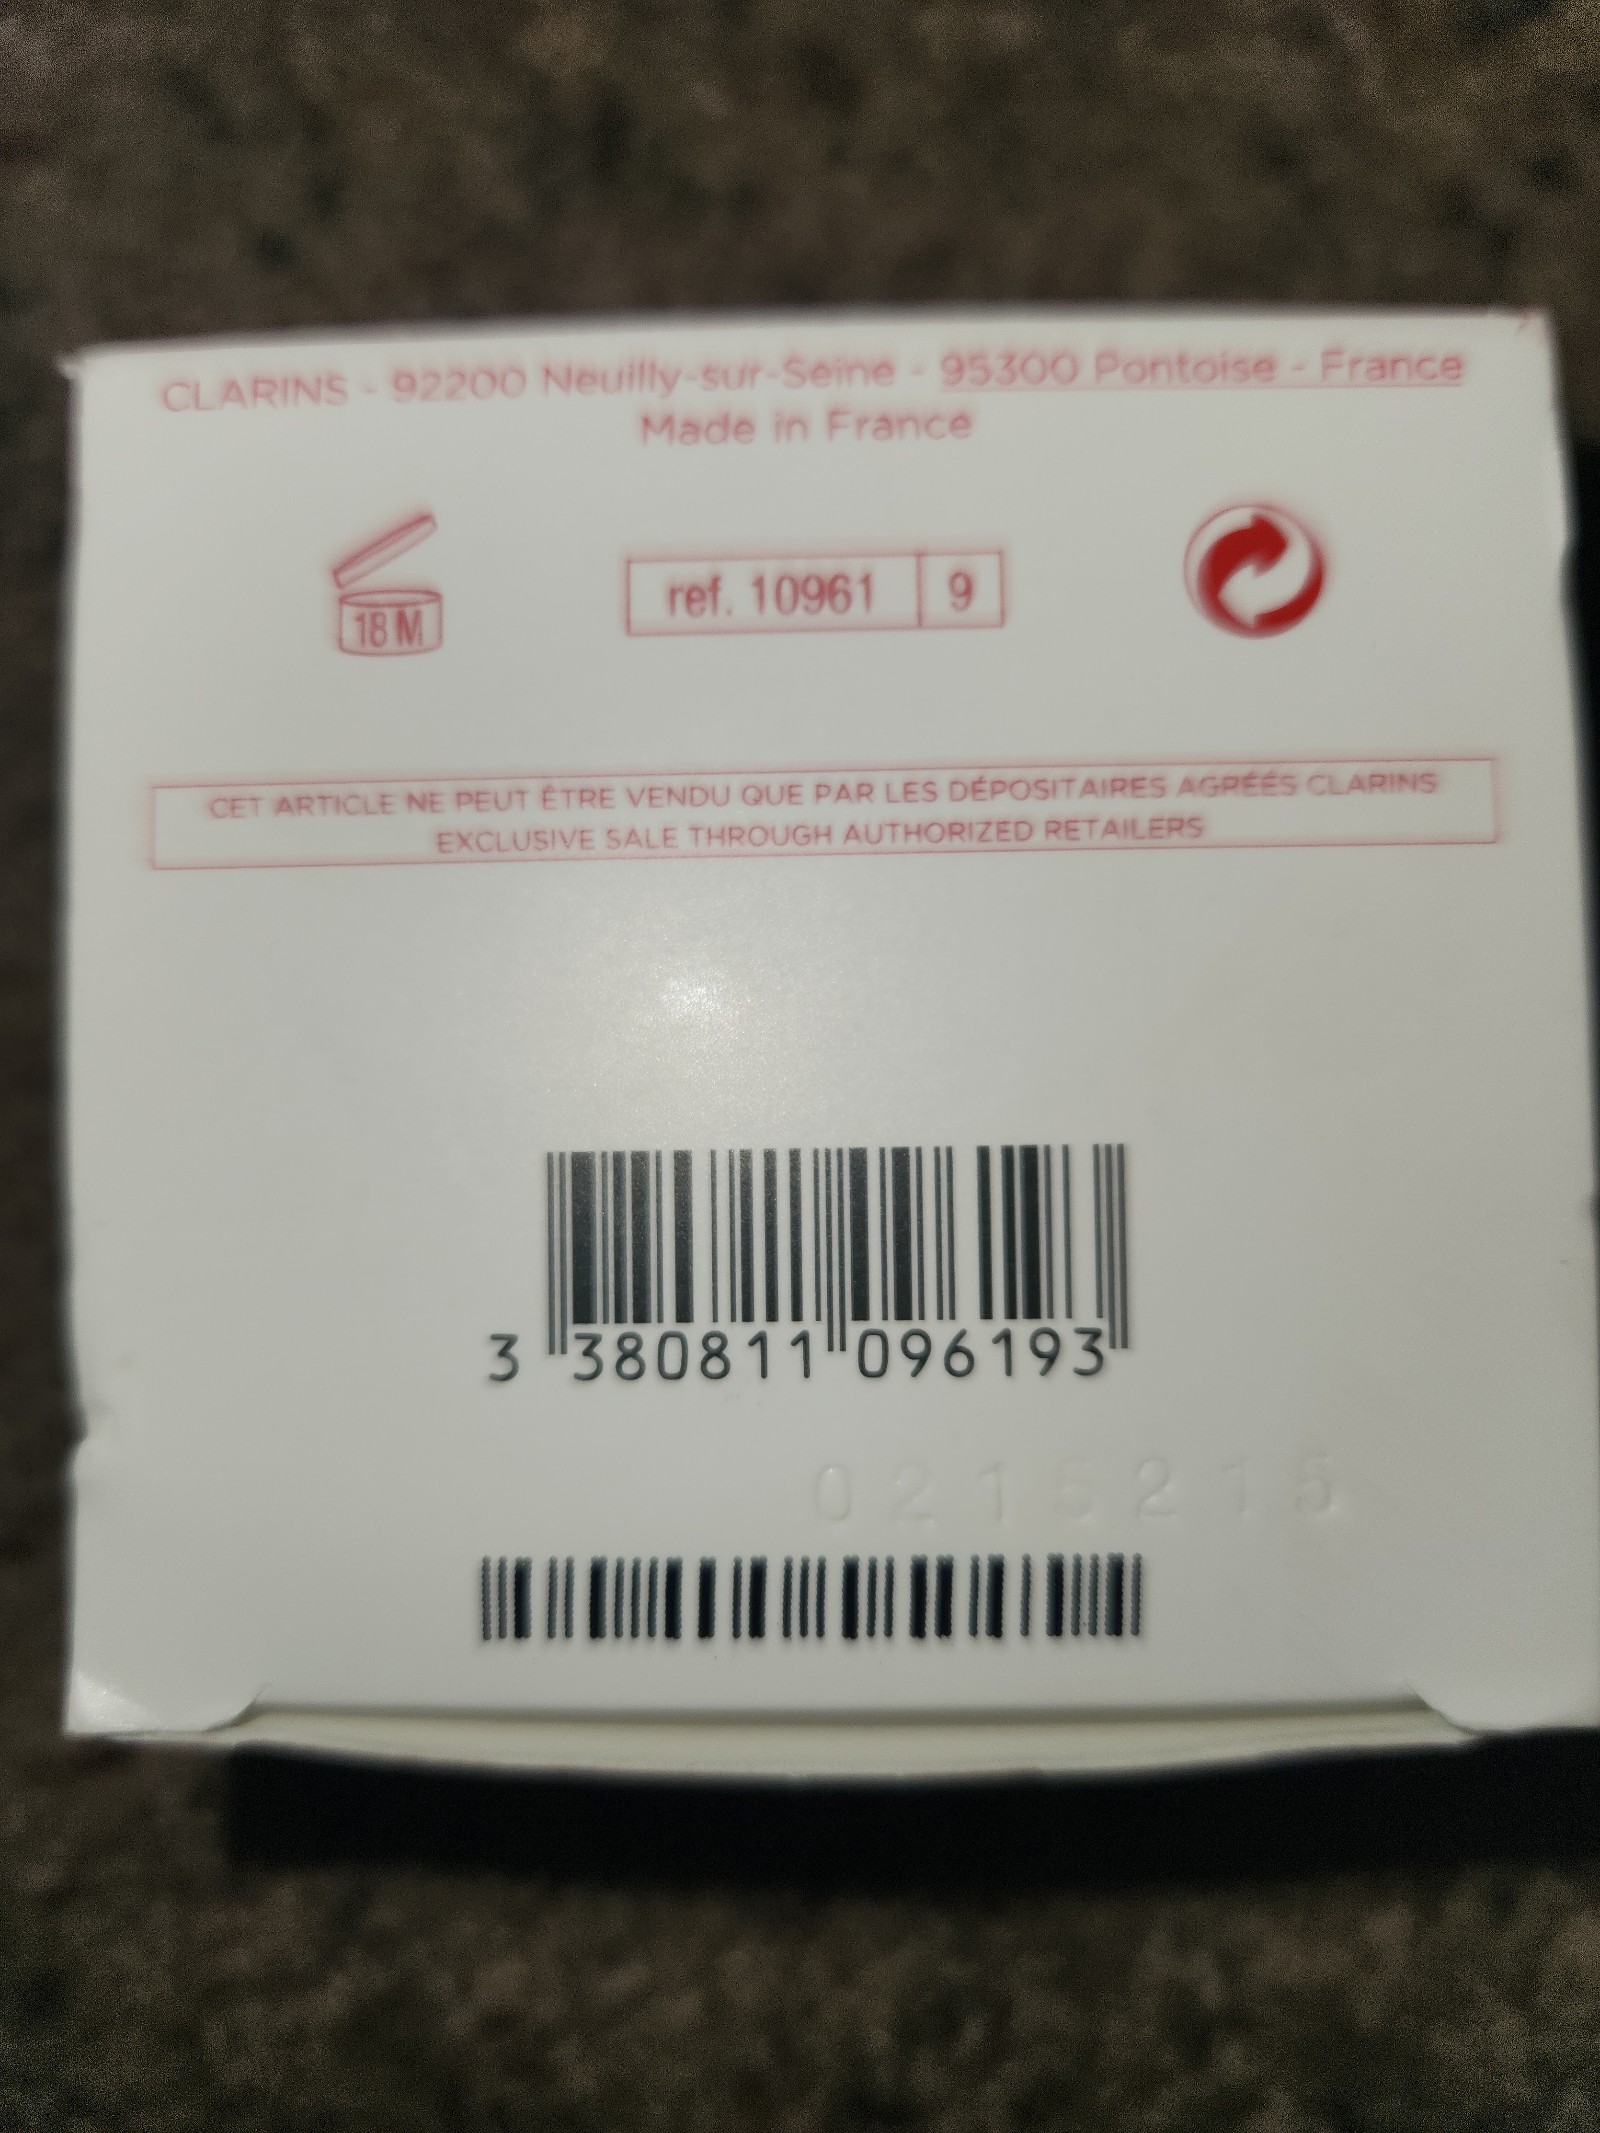 CLARINS - 92200 Neuilly-sur-Seine - 95300 Pontoise - France
Made in France
18 M
ref. 10961 9
CET ARTICLE NE PEUT ÊTRE VENDU QUE PAR LES DÉPOSITAIRES AGRÉÉS CLARINS
EXCLUSIVE SALE THROUGH AUTHORIZED RETAILERS
3 380811 096193
0215215